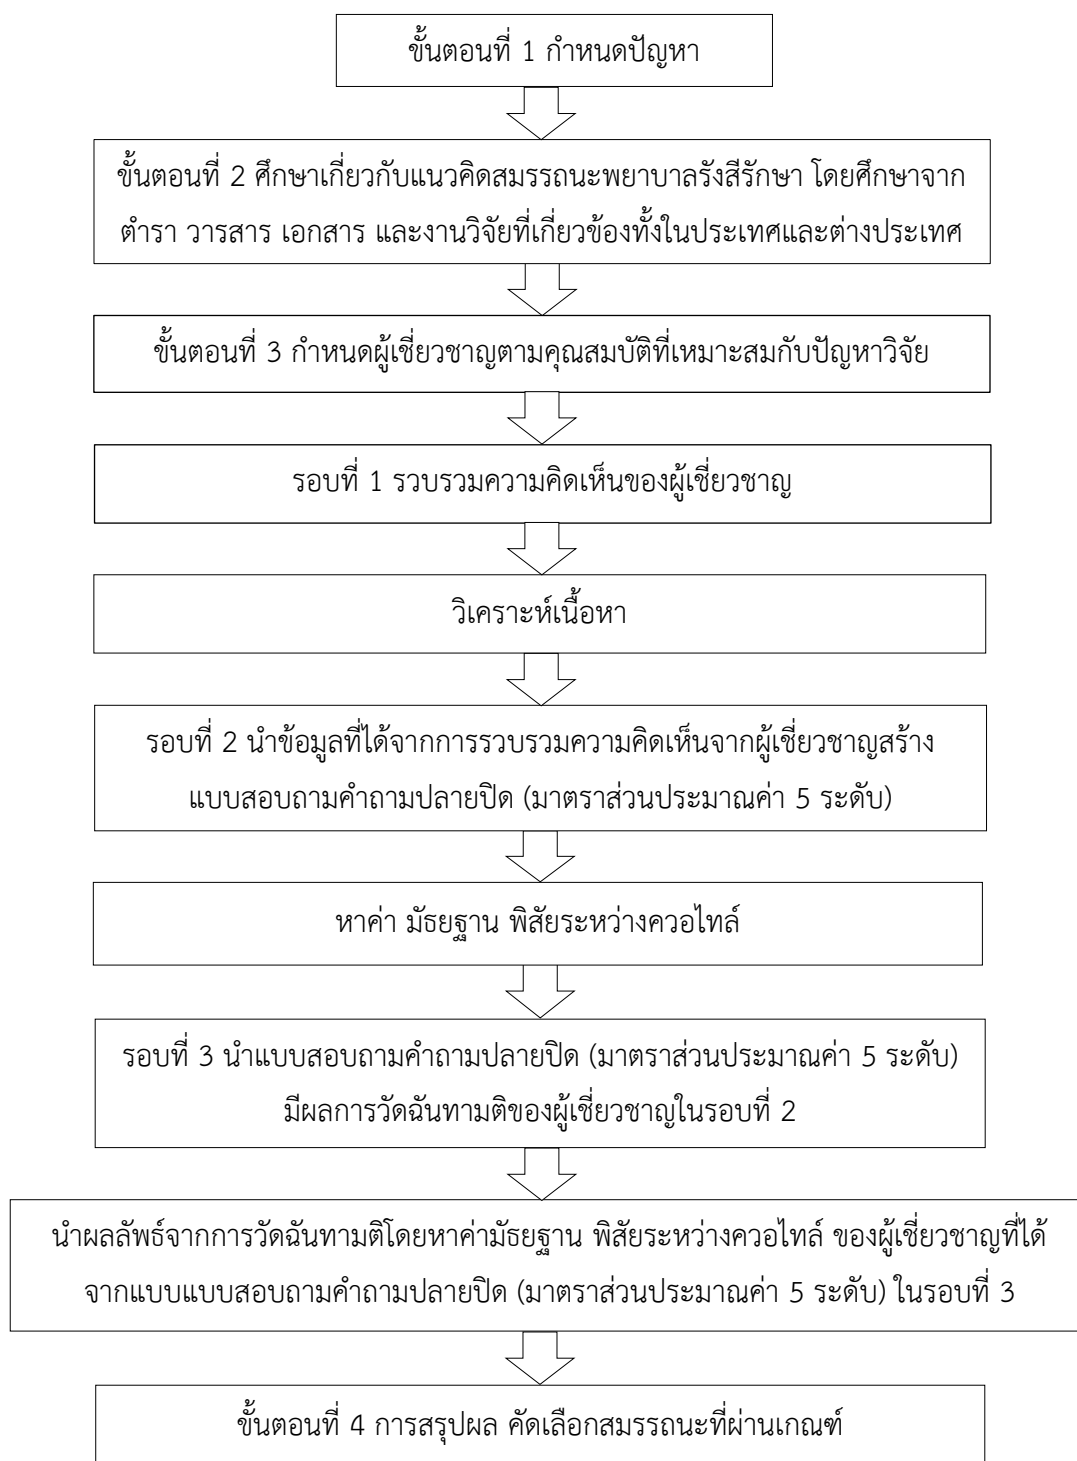 ขั้นตอนที่ 1 กำหนดปัญหา
ขั้นตอนที่ 2 ศึกษาเกี่ยวกับแนวคิดสมรรถนะพยาบาลรังสีรักษา โดยศึกษาจาก
ตำรา วารสาร เอกสาร และงานวิจัยที่เกี่ยวข้องทั้งในประเทศและต่างประเทศ
ขั้นตอนที่ 3 กำหนดผู้เชี่ยวชาญตามคุณสมบัติที่เหมาะสมกับปัญหาวิจัย
รอบที่ 1 รวบรวมความคิดเห็นของผู้เชี่ยวชาญ
วิเคราะห์เนื้อหา
รอบที่ 2 นำข้อมูลที่ได้จากการรวบรวมความคิดเห็นจากผู้เชี่ยวชาญสร้าง
แบบสอบถามคำถามปลายปิด (มาตราส่วนประมาณค่า 5 ระดับ)
หาค่า มัธยฐาน พิสัยระหว่างควอไทล์
รอบที่ 3 นำแบบสอบถามคำถามปลายปิด (มาตราส่วนประมาณค่า 5 ระดับ)
มีผลการวัดฉันทามติของผู้เชี่ยวชาญในรอบที่ 2
นำผลลัพธ์จากการวัดฉันทามติโดยหาค่ามัธยฐาน พิสัยระหว่างควอไทล์ ของผู้เชี่ยวชาญที่ได้
จากแบบแบบสอบถามคำถามปลายปิด (มาตราส่วนประมาณค่า 5 ระดับ) ในรอบที่ 3
ขั้นตอนที่ 4 การสรุปผล คัดเลือกสมรรถนะที่ผ่านเกณฑ์